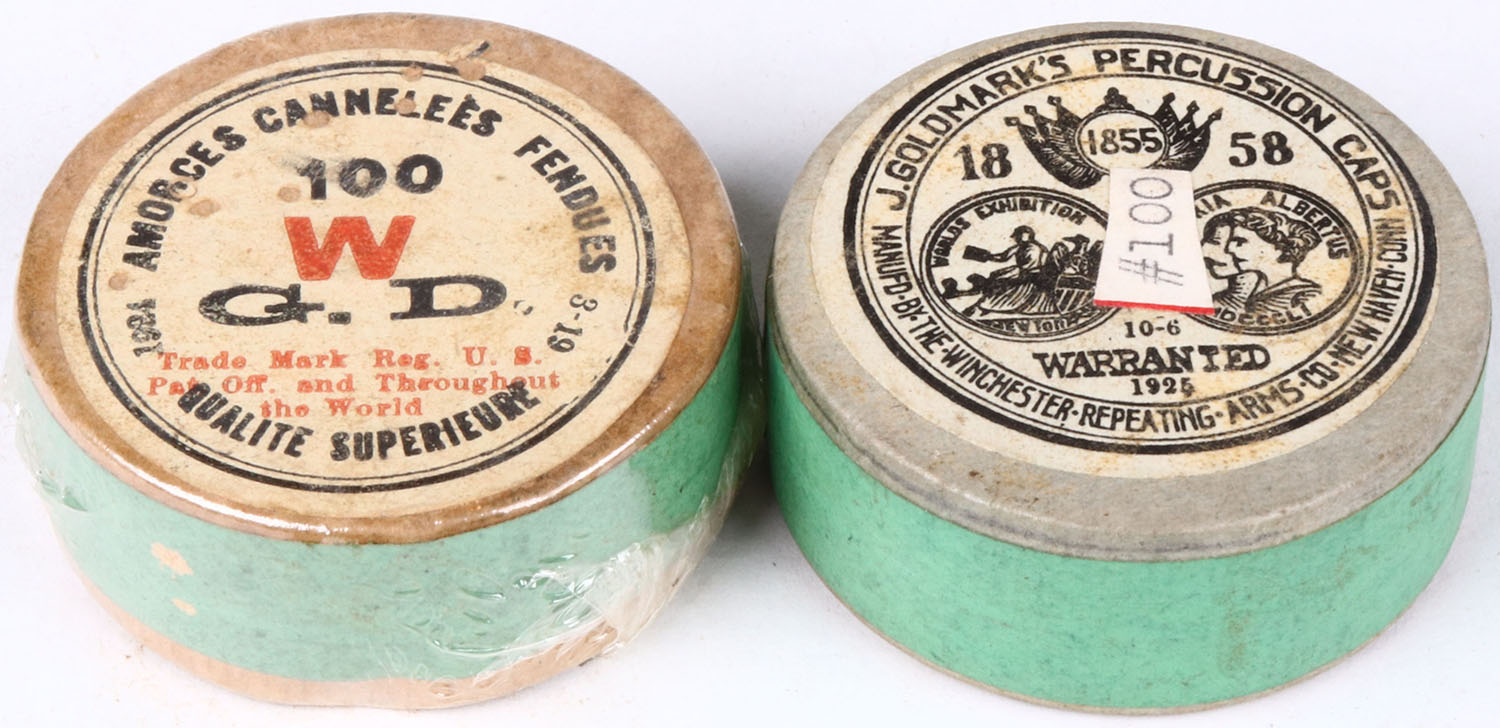 AMORCES CANNELEÈS FENDUES
100
W
G. D
1924
3-19
Trade Mark Reg. U. S.
Pat. Off. and Throughout
the World
QUALITE SUPERIEURE
J. GOLDMARK'S PERCUSSION CAPS
18 1855 58
WORLDS EXHIBITION
NEW YORK
ALBERTUS
#100
10-6
WARRANTED
1925
MANUF'D·BY·THE·WINCHESTER·REPEATING·ARMS·CO·NEW HAVEN·CONN